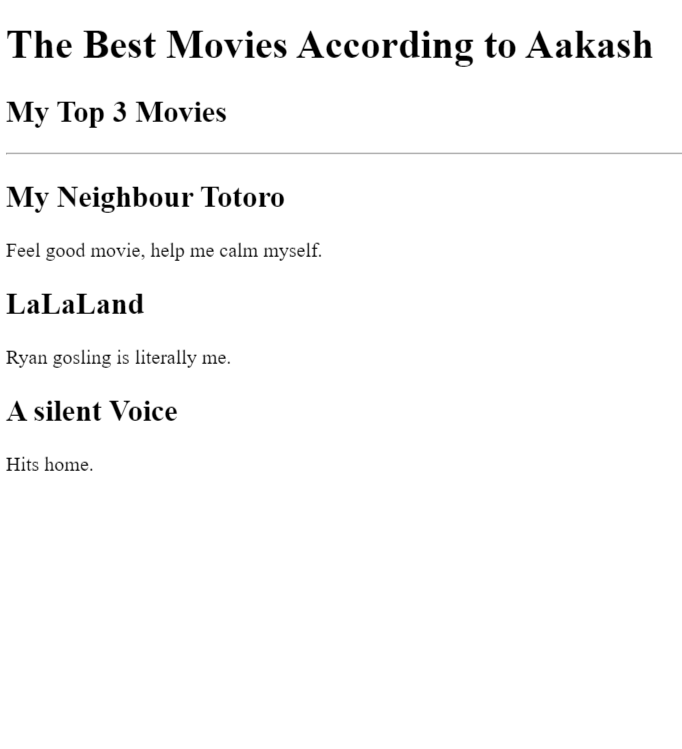 The Best Movies According to Aakash
My Top 3 Movies
My Neighbour Totoro
Feel good movie, help me calm myself.
LaLaLand
Ryan gosling is literally me.
A silent Voice
Hits home.